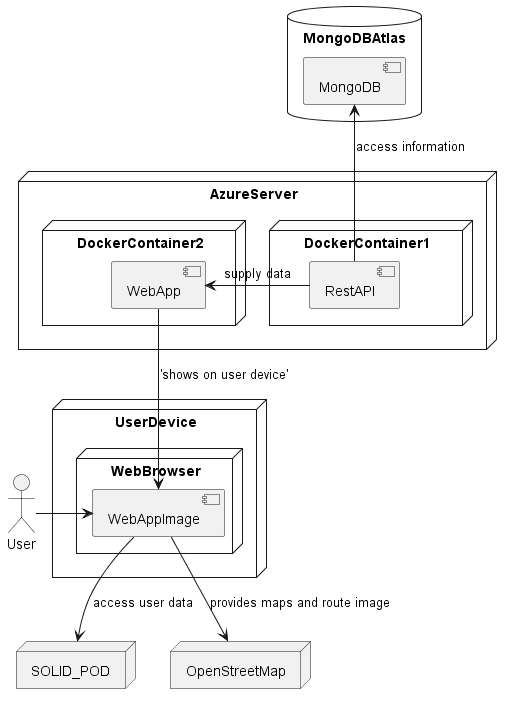 MongoDBAtlas
MongoDB
access information
AzureServer
DockerContainer2
DockerContainer1
supply data
WebApp
RestAPI
'shows on user device'
UserDevice
WebBrowser
WebAppImage
User
access user data
provides maps and route image
SOLID_POD
OpenStreetMap